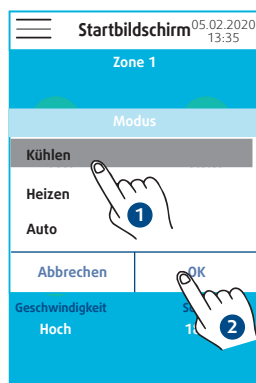 Startbildschirm 05.02.2020
13:35
Zone 1
Modus
Kühlen
Heizen
1
Auto
Abbrechen OK
Geschwindigkeit
Hoch
2